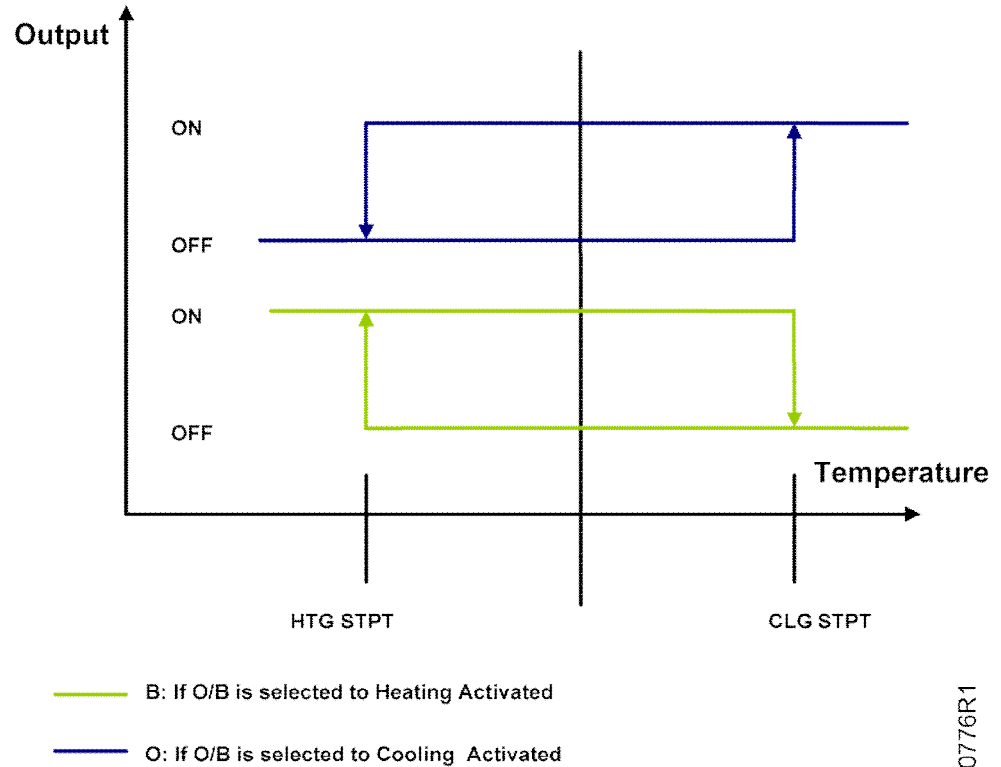 Output
ON
OFF
ON
OFF
Temperature
HTG STPT
CLG STPT
B: If O/B is selected to Heating Activated
O: If O/B is selected to Cooling Activated
0776R1